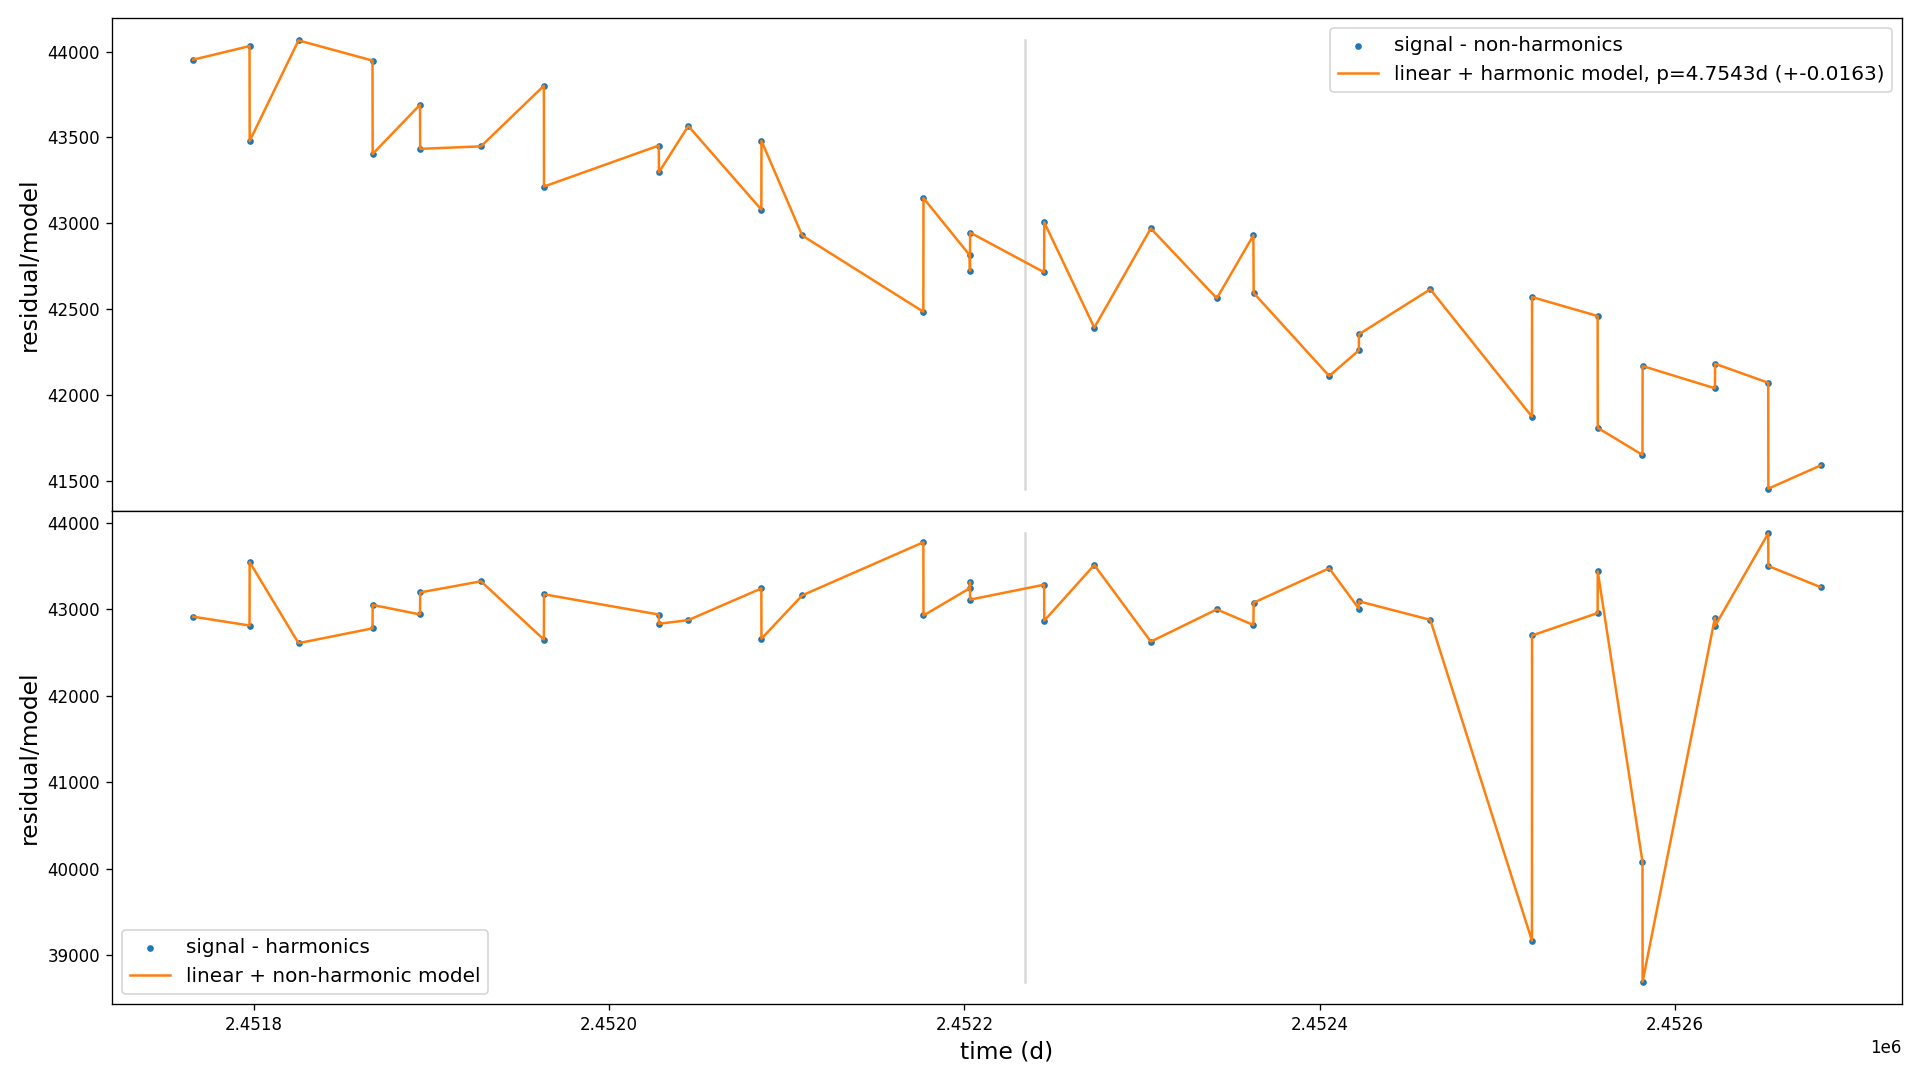 44000
43500
43000
42500
42000
41500
residual/model
signal - non-harmonics
linear + harmonic model, p=4.7543d (+-0.0163)
44000
43000
42000
41000
40000
39000
residual/model
signal - harmonics
linear + non-harmonic model
2.4518 2.4520 2.4522 2.4524 2.4526
1e6
time (d)